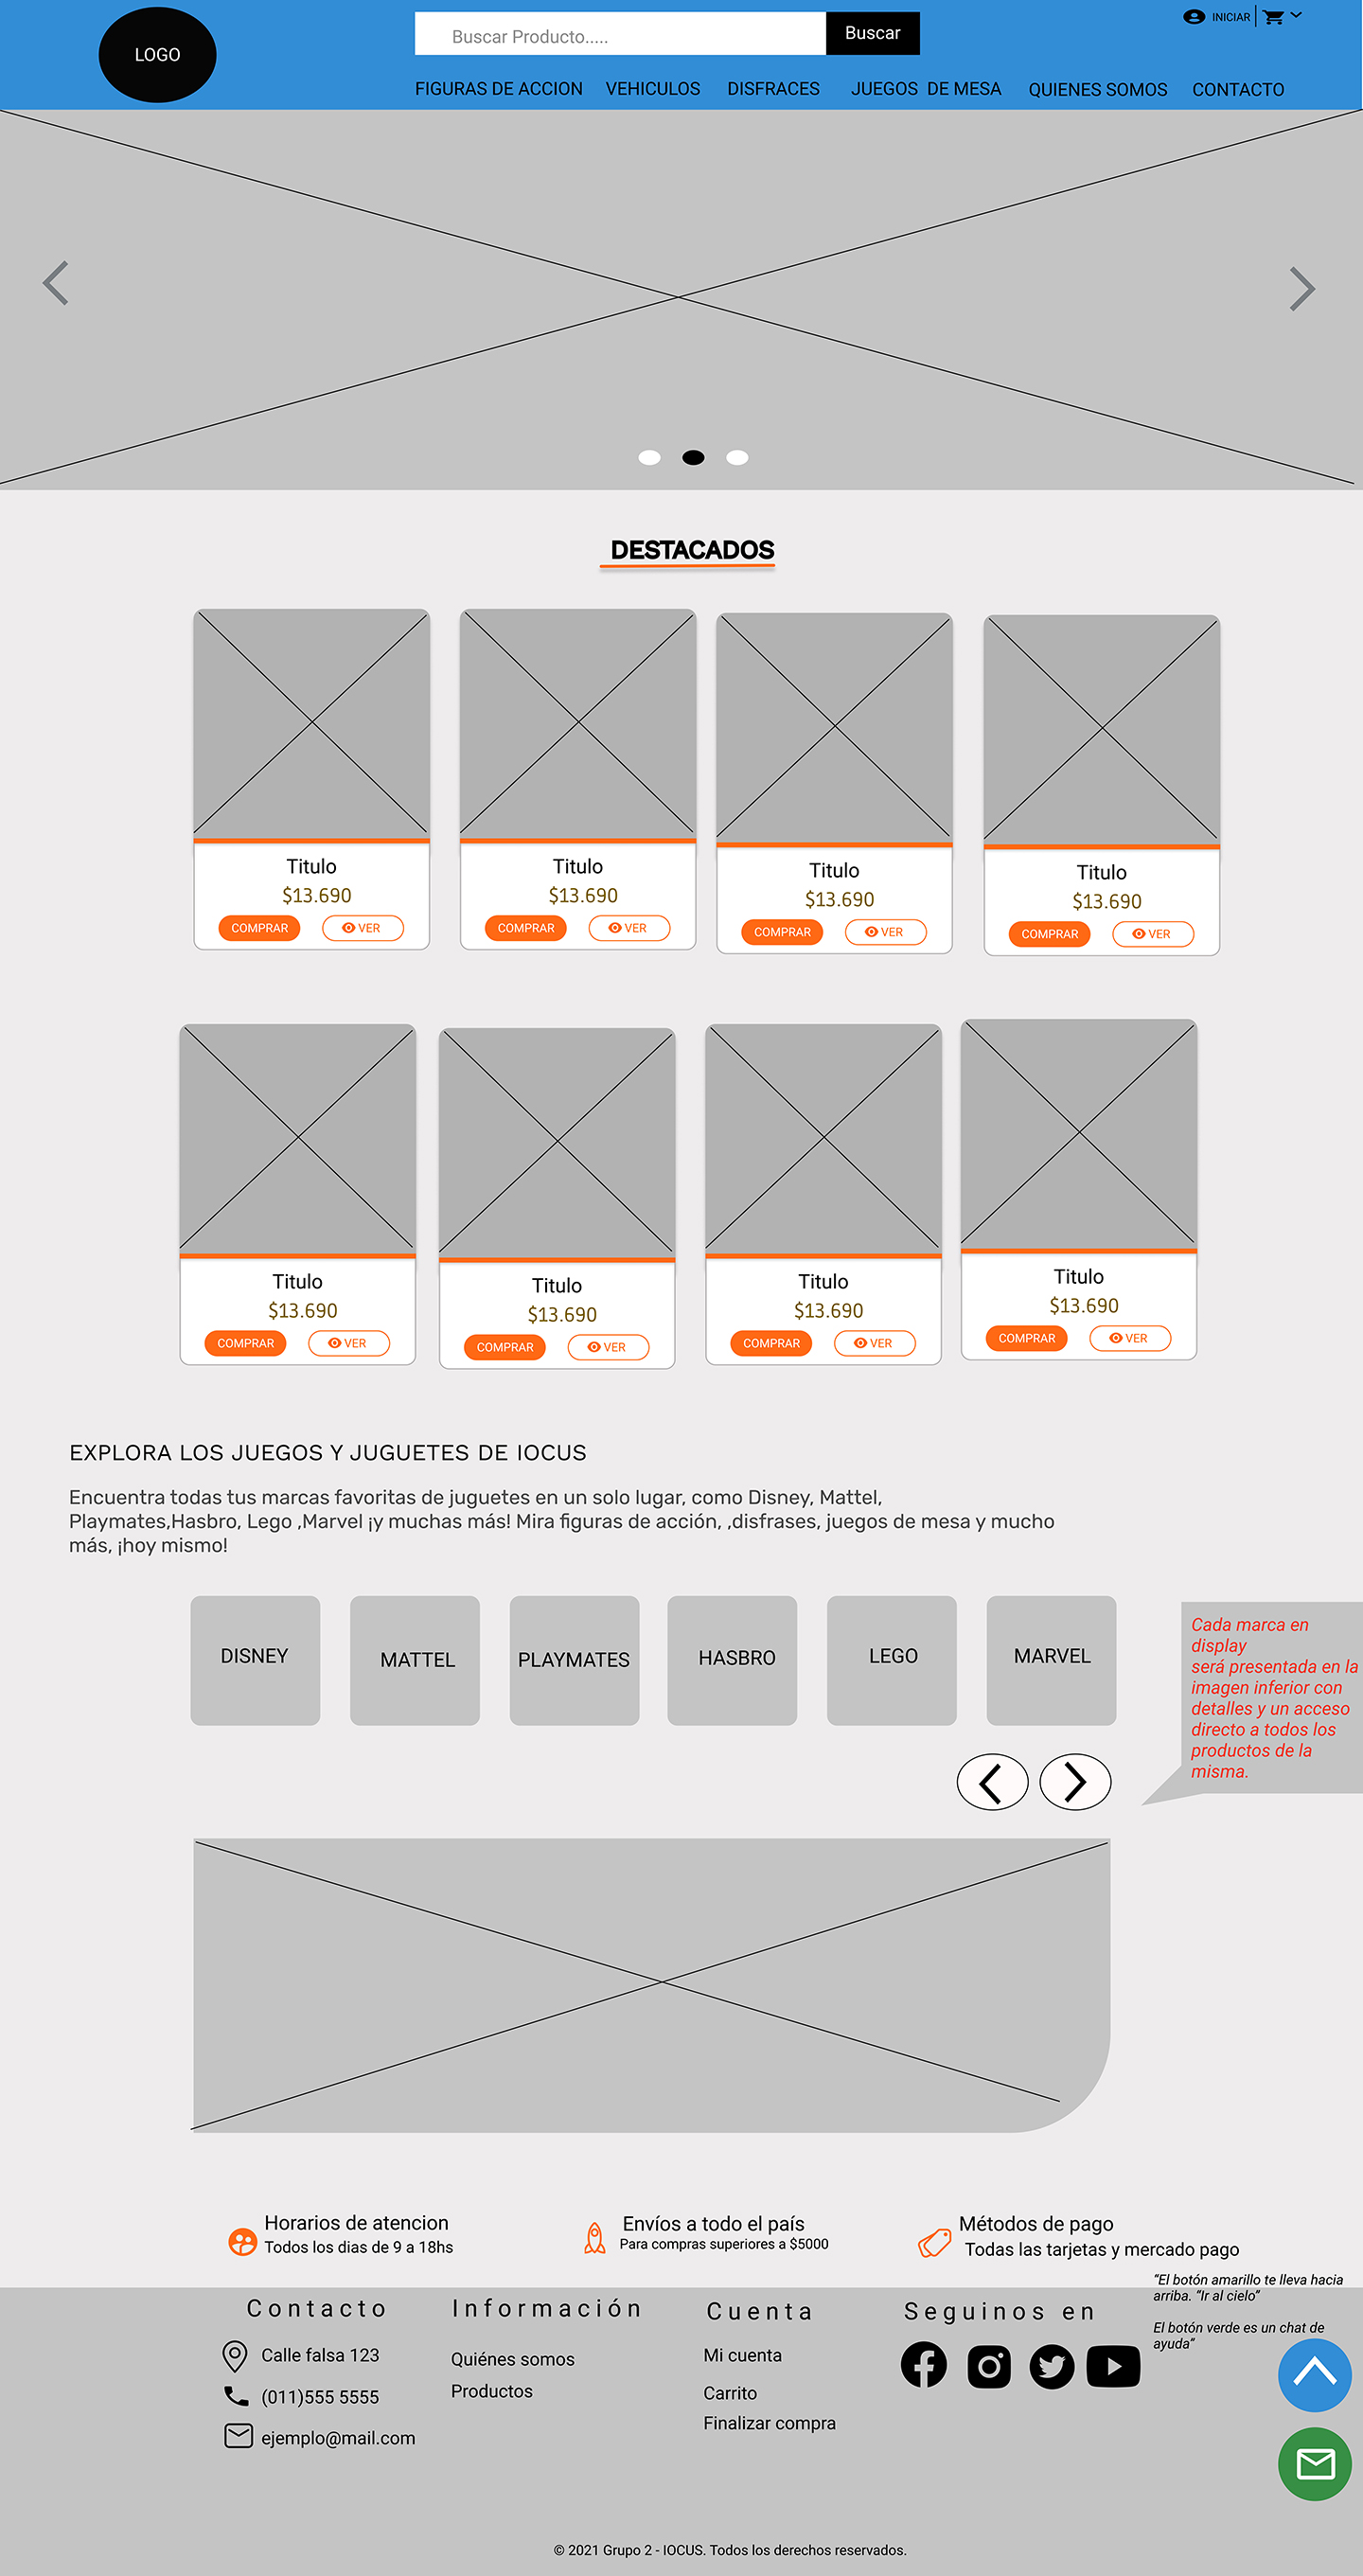 LOGO
Buscar Producto.....
Buscar
INICIAR
FIGURAS DE ACCION VEHICULOS DISFRACES JUEGOS DE MESA QUIENES SOMOS CONTACTO
DESTACADOS
Titulo Titulo Titulo Titulo
$13.690 $13.690 $13.690 $13.690
COMPRAR VER COMPRAR VER COMPRAR VER COMPRAR VER
Titulo Titulo Titulo Titulo
$13.690 $13.690 $13.690 $13.690
COMPRAR VER COMPRAR VER COMPRAR VER COMPRAR VER
EXPLORA LOS JUEGOS Y JUGUETES DE IOCUS
Encuentra todas tus marcas favoritas de juguetes en un solo lugar, como Disney, Mattel,
Playmates,Hasbro, Lego ,Marvel ¡y muchas más! Mira figuras de acción, ,disfrases, juegos de mesa y mucho
más, ¡hoy mismo!
DISNEY MATTEL PLAYMATES HASBRO LEGO MARVEL
Cada marca en
display
será presentada en la
imagen inferior con
detalles y un acceso
directo a todos los
productos de la
misma.
Horarios de atencion
Todos los dias de 9 a 18hs
Envíos a todo el país
Para compras superiores a $5000
Métodos de pago
Todas las tarjetas y mercado pago
“El botón amarillo te lleva hacia
arriba. “Ir al cielo”
El botón verde es un chat de
ayuda”
Contacto
Calle falsa 123
(011)555 5555
ejemplo@mail.com
Información
Quiénes somos
Productos
Cuenta
Mi cuenta
Carrito
Finalizar compra
Seguinos en
© 2021 Grupo 2 - IOCUS. Todos los derechos reservados.